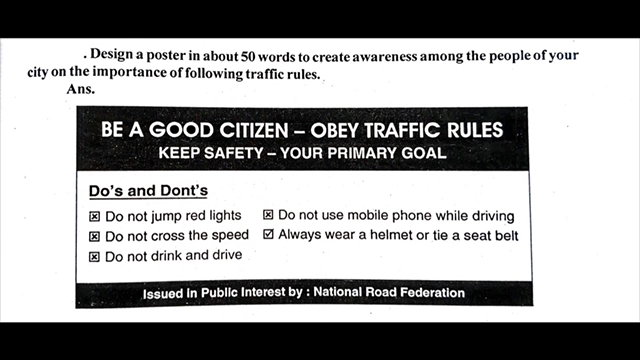 . Design a poster in about 50 words to create awareness among the people of your
city on the importance of following traffic rules.
Ans.
BE A GOOD CITIZEN – OBEY TRAFFIC RULES
KEEP SAFETY – YOUR PRIMARY GOAL
Do's and Dont's
☒ Do not jump red lights ☒ Do not use mobile phone while driving
☒ Do not cross the speed ☑ Always wear a helmet or tie a seat belt
☒ Do not drink and drive
Issued in Public Interest by : National Road Federation